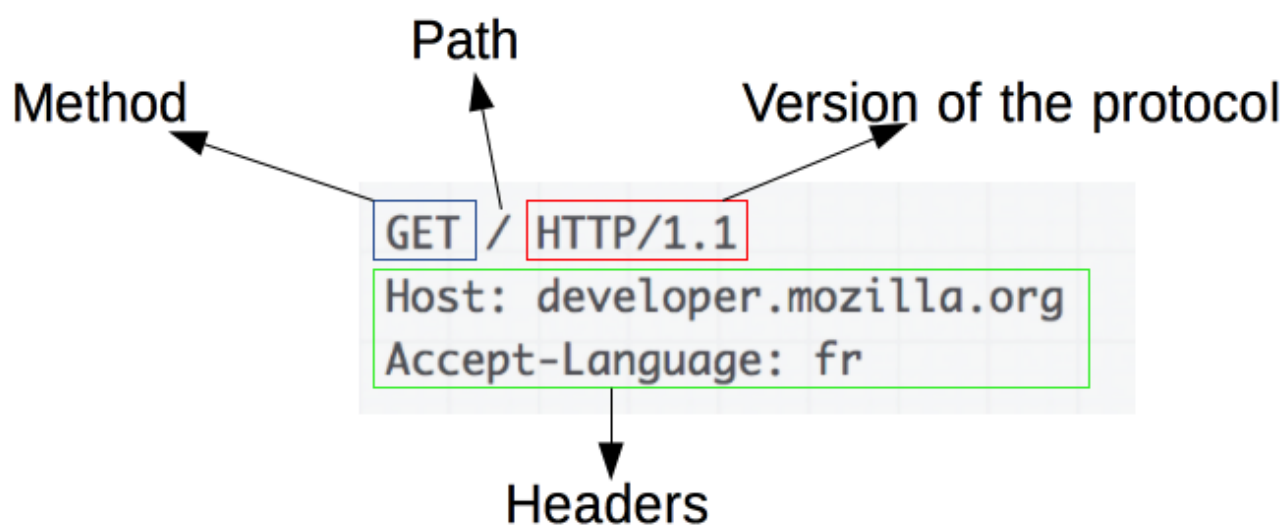 Path
Method
Version of the protocol
GET / HTTP/1.1
Host: developer.mozilla.org
Accept-Language: fr
Headers